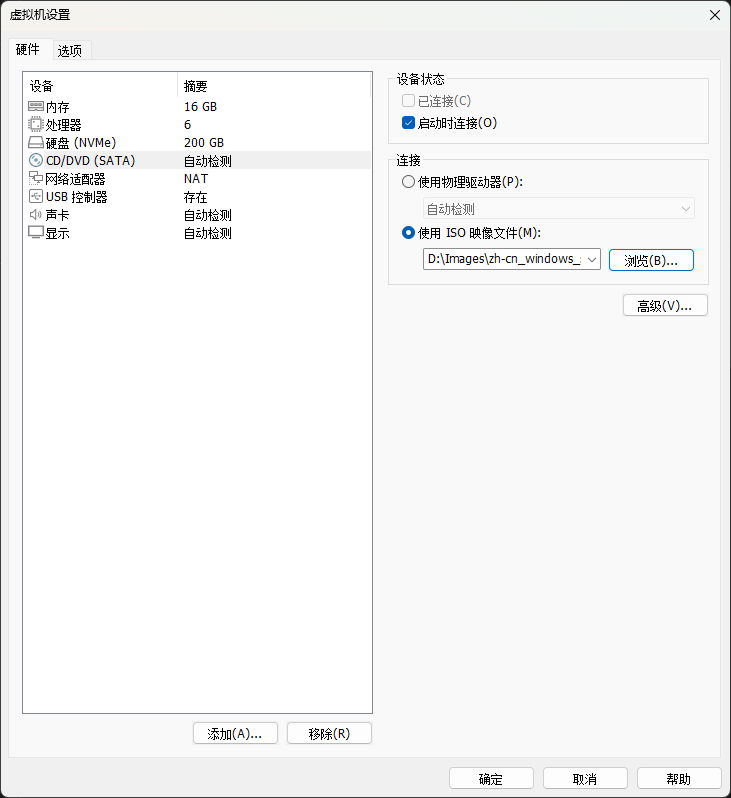 虚拟机设置
硬件 选项
设备 摘要
内存 16 GB
处理器 6
硬盘 (NVMe) 200 GB
CD/DVD (SATA) 自动检测
网络适配器 NAT
USB 控制器 存在
声卡 自动检测
显示 自动检测
添加(A)... 移除(R)
设备状态
已连接(C)
启动时连接(O)
连接
使用物理驱动器(P):
自动检测
使用 ISO 映像文件(M):
D:\Images\zh-cn_windows_ 浏览(B)...
高级(V)...
确定 取消 帮助